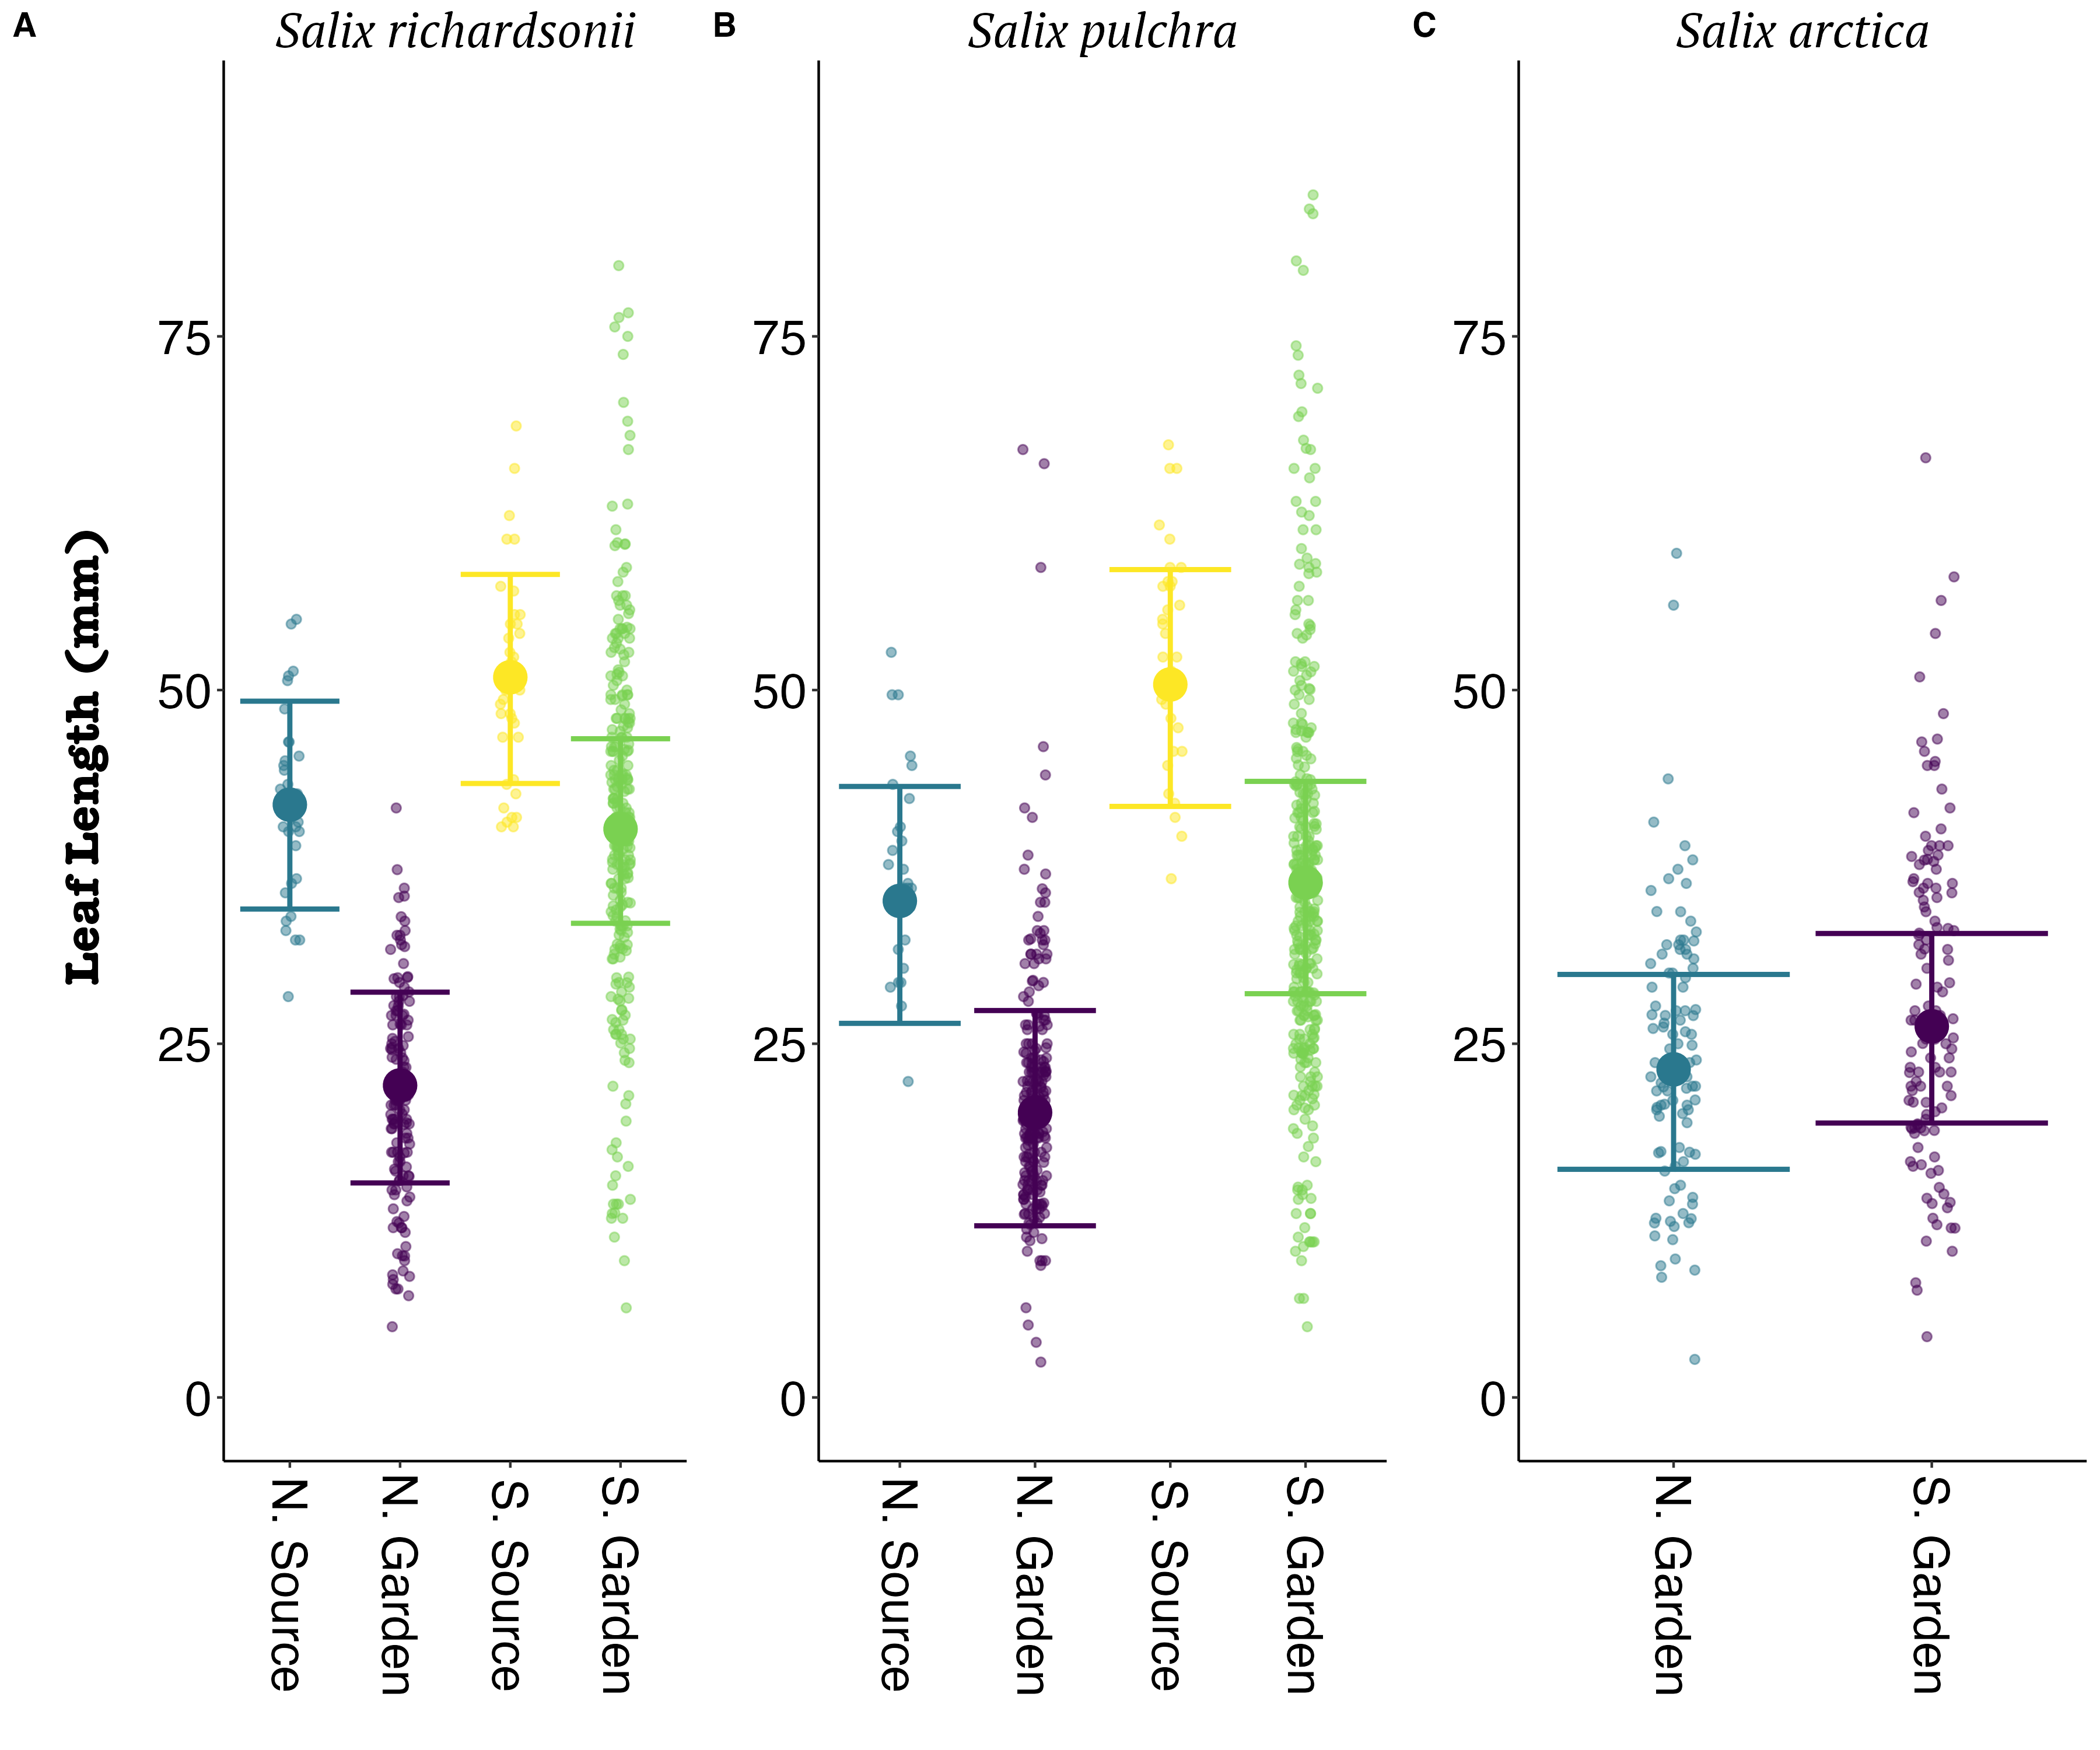 A
Salix richardsonii
B
Salix pulchra
C
Salix arctica
Leaf Length (mm)
75
50
25
0
N. Source
N. Garden
S. Source
S. Garden
75
50
25
0
N. Source
N. Garden
S. Source
S. Garden
75
50
25
0
N. Garden
S. Garden